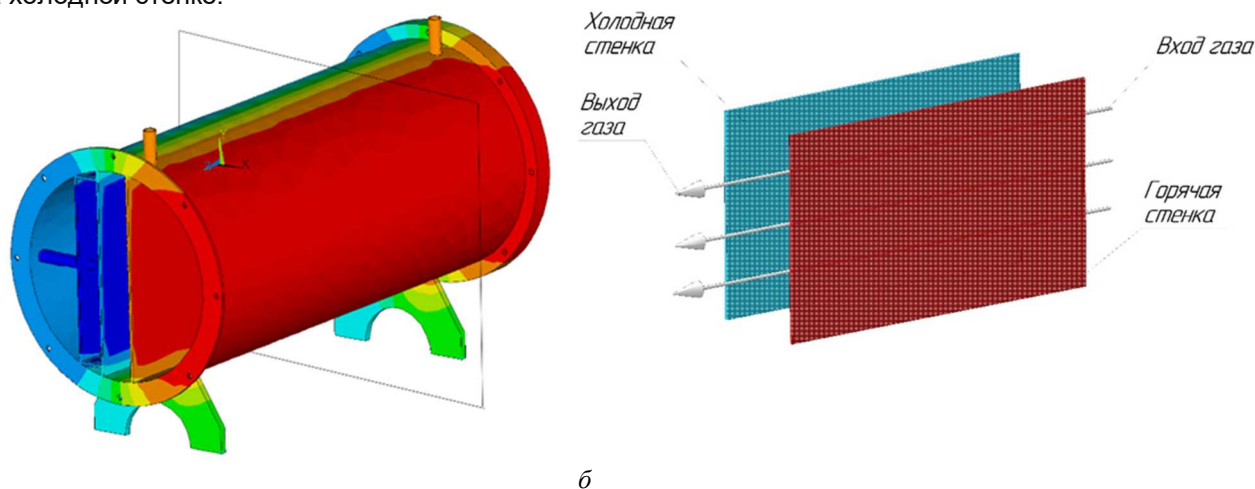 холодной стенке.
Холодная
стенка
Вход газа
Выход
газа
Горячая
стенка
б